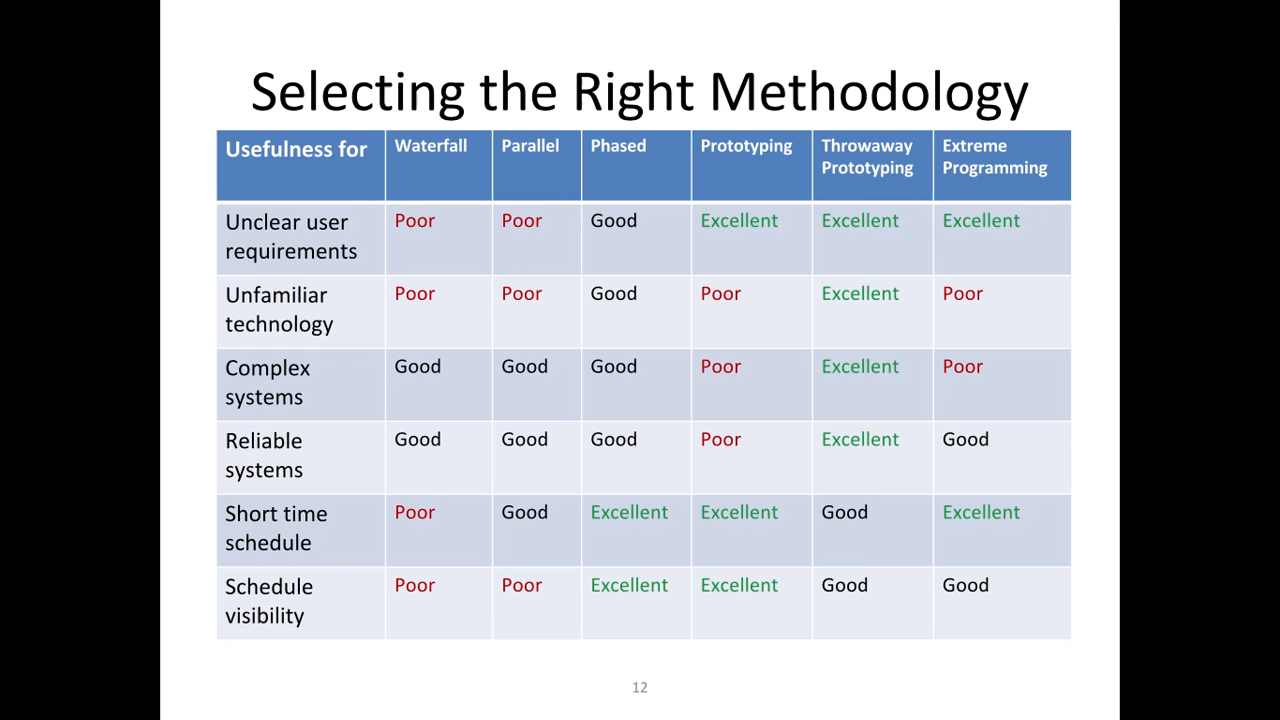 Selecting the Right Methodology
Usefulness for Waterfall Parallel Phased Prototyping Throwaway Prototyping Extreme Programming
Unclear user requirements Poor Poor Good Excellent Excellent Excellent
Unfamiliar technology Poor Poor Good Poor Excellent Poor
Complex systems Good Good Good Poor Excellent Poor
Reliable systems Good Good Good Poor Excellent Good
Short time schedule Poor Good Excellent Excellent Good Excellent
Schedule visibility Poor Poor Excellent Excellent Good Good
12